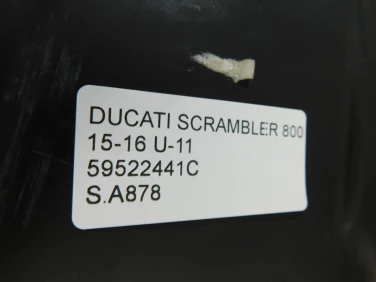 DUCATI SCRAMBLER 800
15-16 U-11
59522441C
S.A878